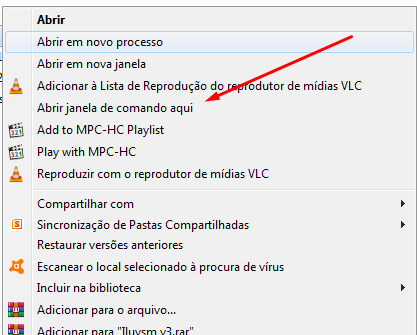 Abrir
Abrir em novo processo
Abrir em nova janela
Adicionar à Lista de Reprodução do reprodutor de mídias VLC
Abrir janela de comando aqui
Add to MPC-HC Playlist
Play with MPC-HC
Reproduzir com o reprodutor de mídias VLC
Compartilhar com
Sincronização de Pastas Compartilhadas
Restaurar versões anteriores
Escanear o local selecionado à procura de vírus
Incluir na biblioteca
Adicionar para o arquivo...
Adicionar para "Iluvsm v3.rar"